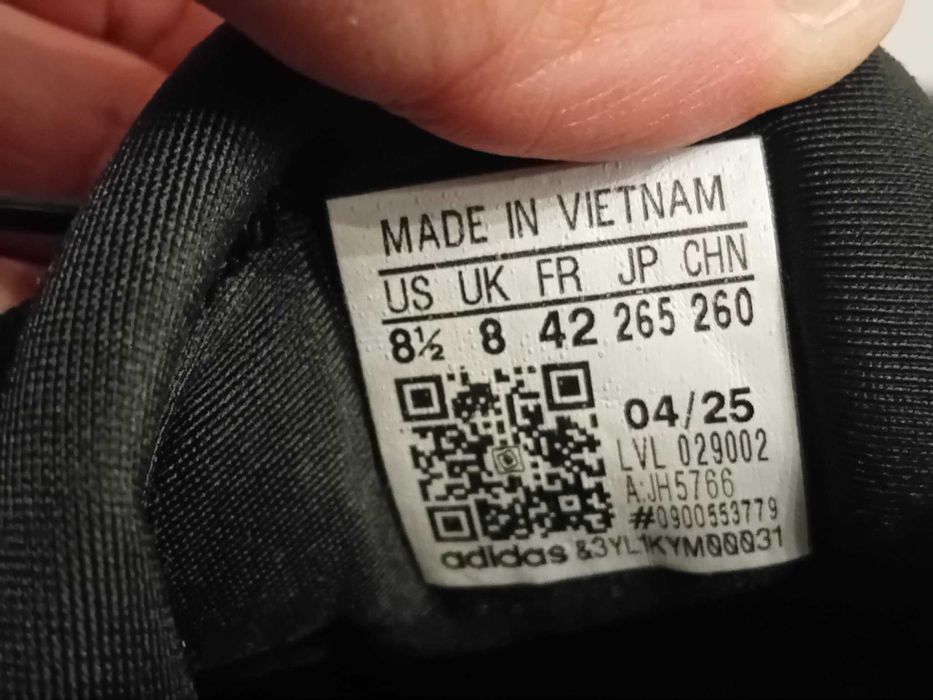 MADE IN VIETNAM
US UK FR JP CHN
8½ 8 42 265 260
04/25
LVL 029002
A:JH5766
#0900553779
adidas &3YL1KYM00031